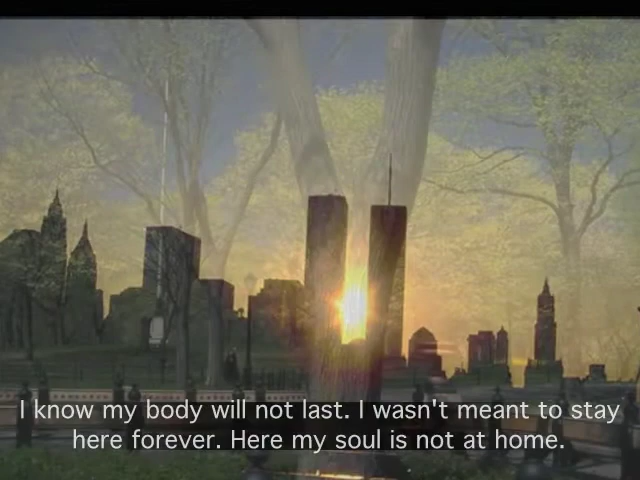 I know my body will not last. I wasn't meant to stay
here forever. Here my soul is not at home.